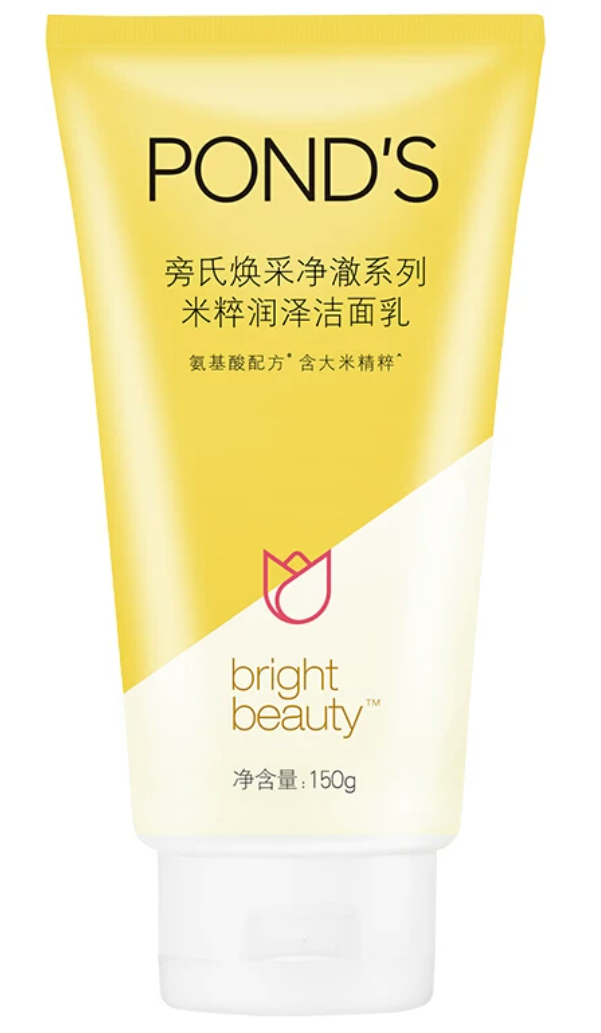 POND'S
旁氏焕采净澈系列
米粹润泽洁面乳
氨基酸配方* 含大米精粹^
bright
beauty™
净含量:150g